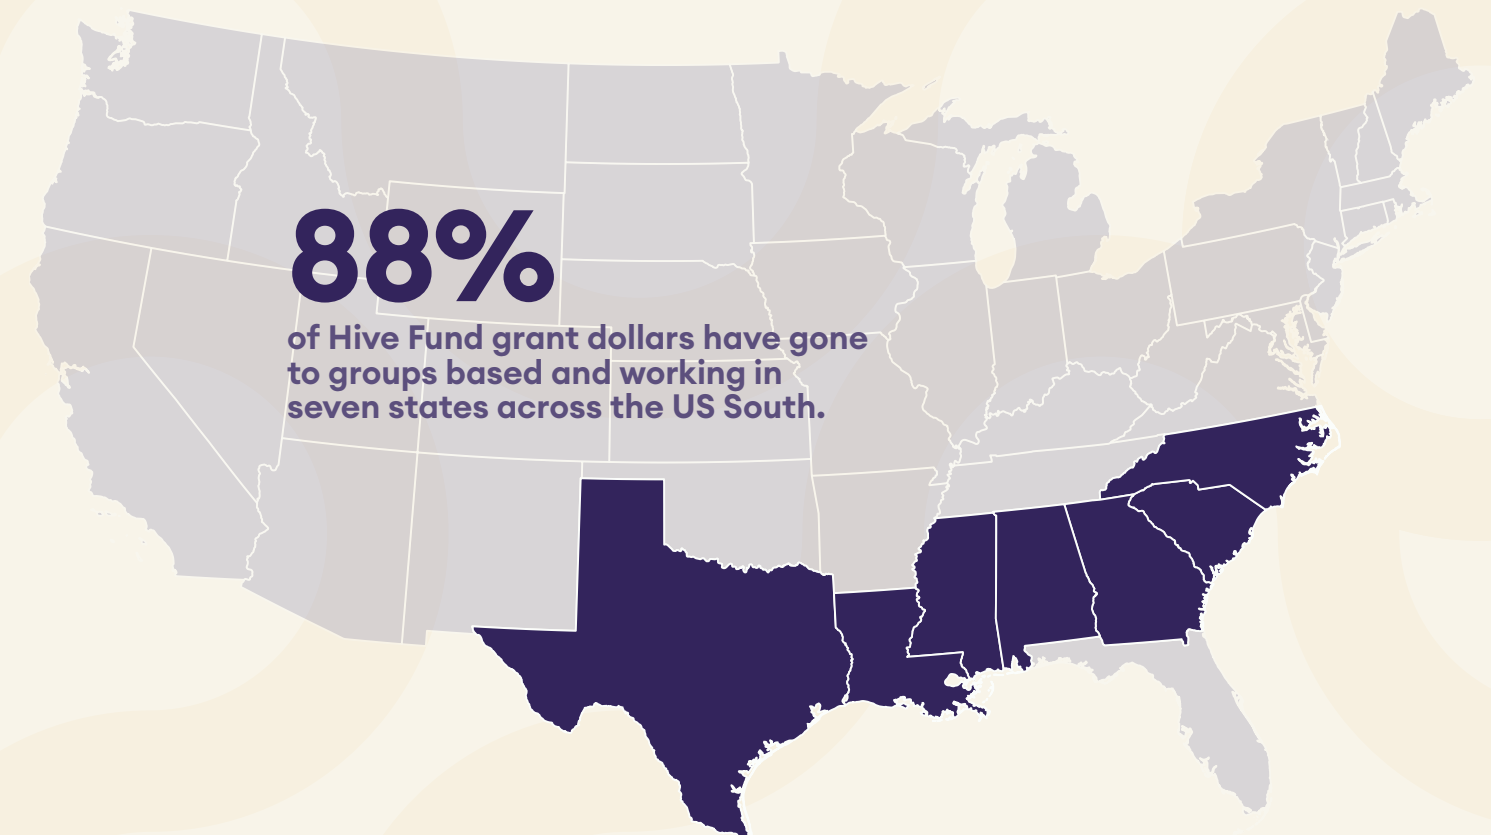 88%
of Hive Fund grant dollars have gone
to groups based and working in
seven states across the US South.